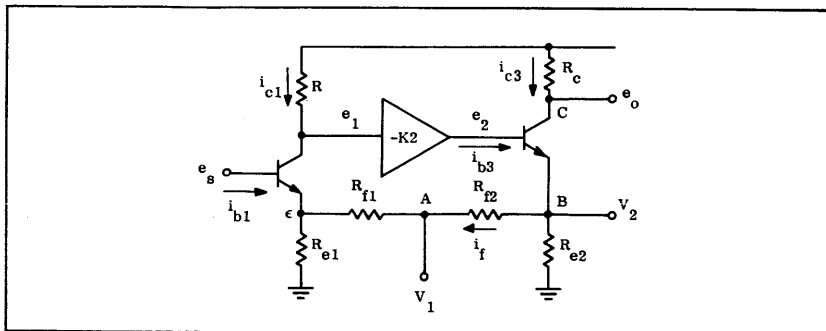 i_c3
R_c
i_c1
R
C
e_o
e_1
-K2
e_2
i_b3
e_s
i_b1
R_f1
A
R_f2
B
V_2
ϵ
i_f
R_e1
R_e2
V_1